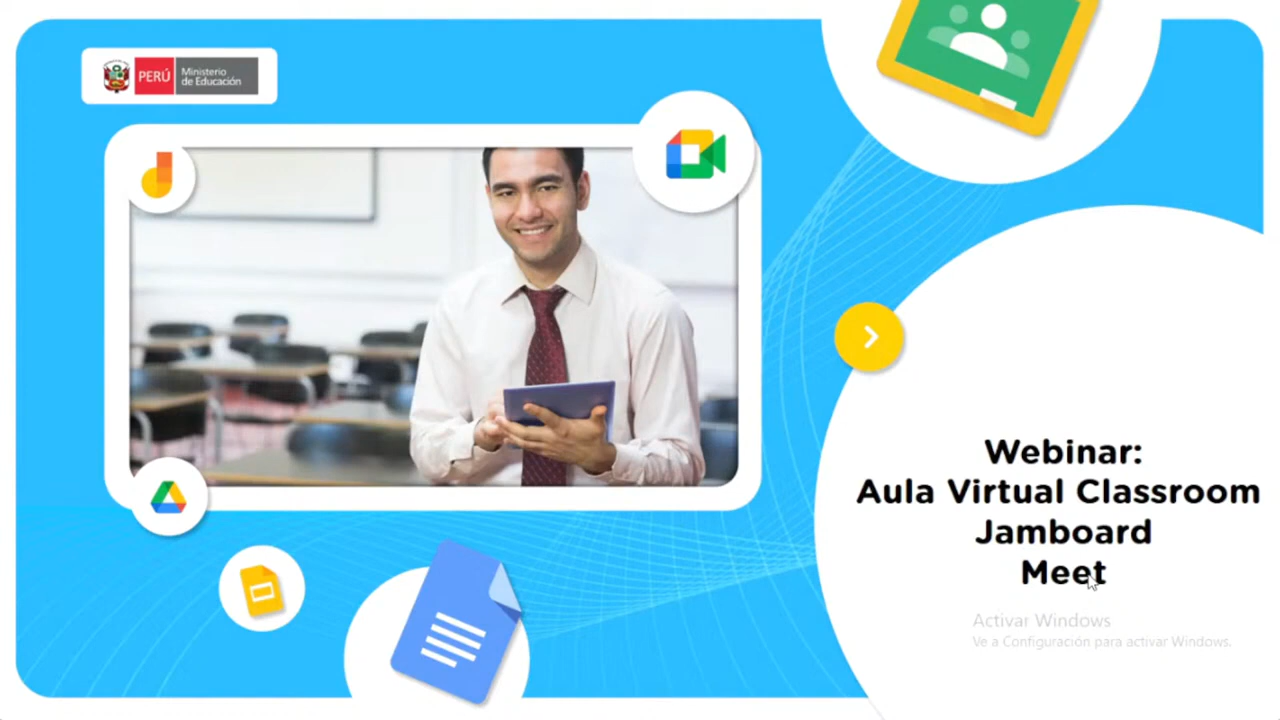 PERÚ
Ministerio
de Educación
Webinar:
Aula Virtual Classroom
Jamboard
Meet
Activar Windows
Ve a Configuración para activar Windows.